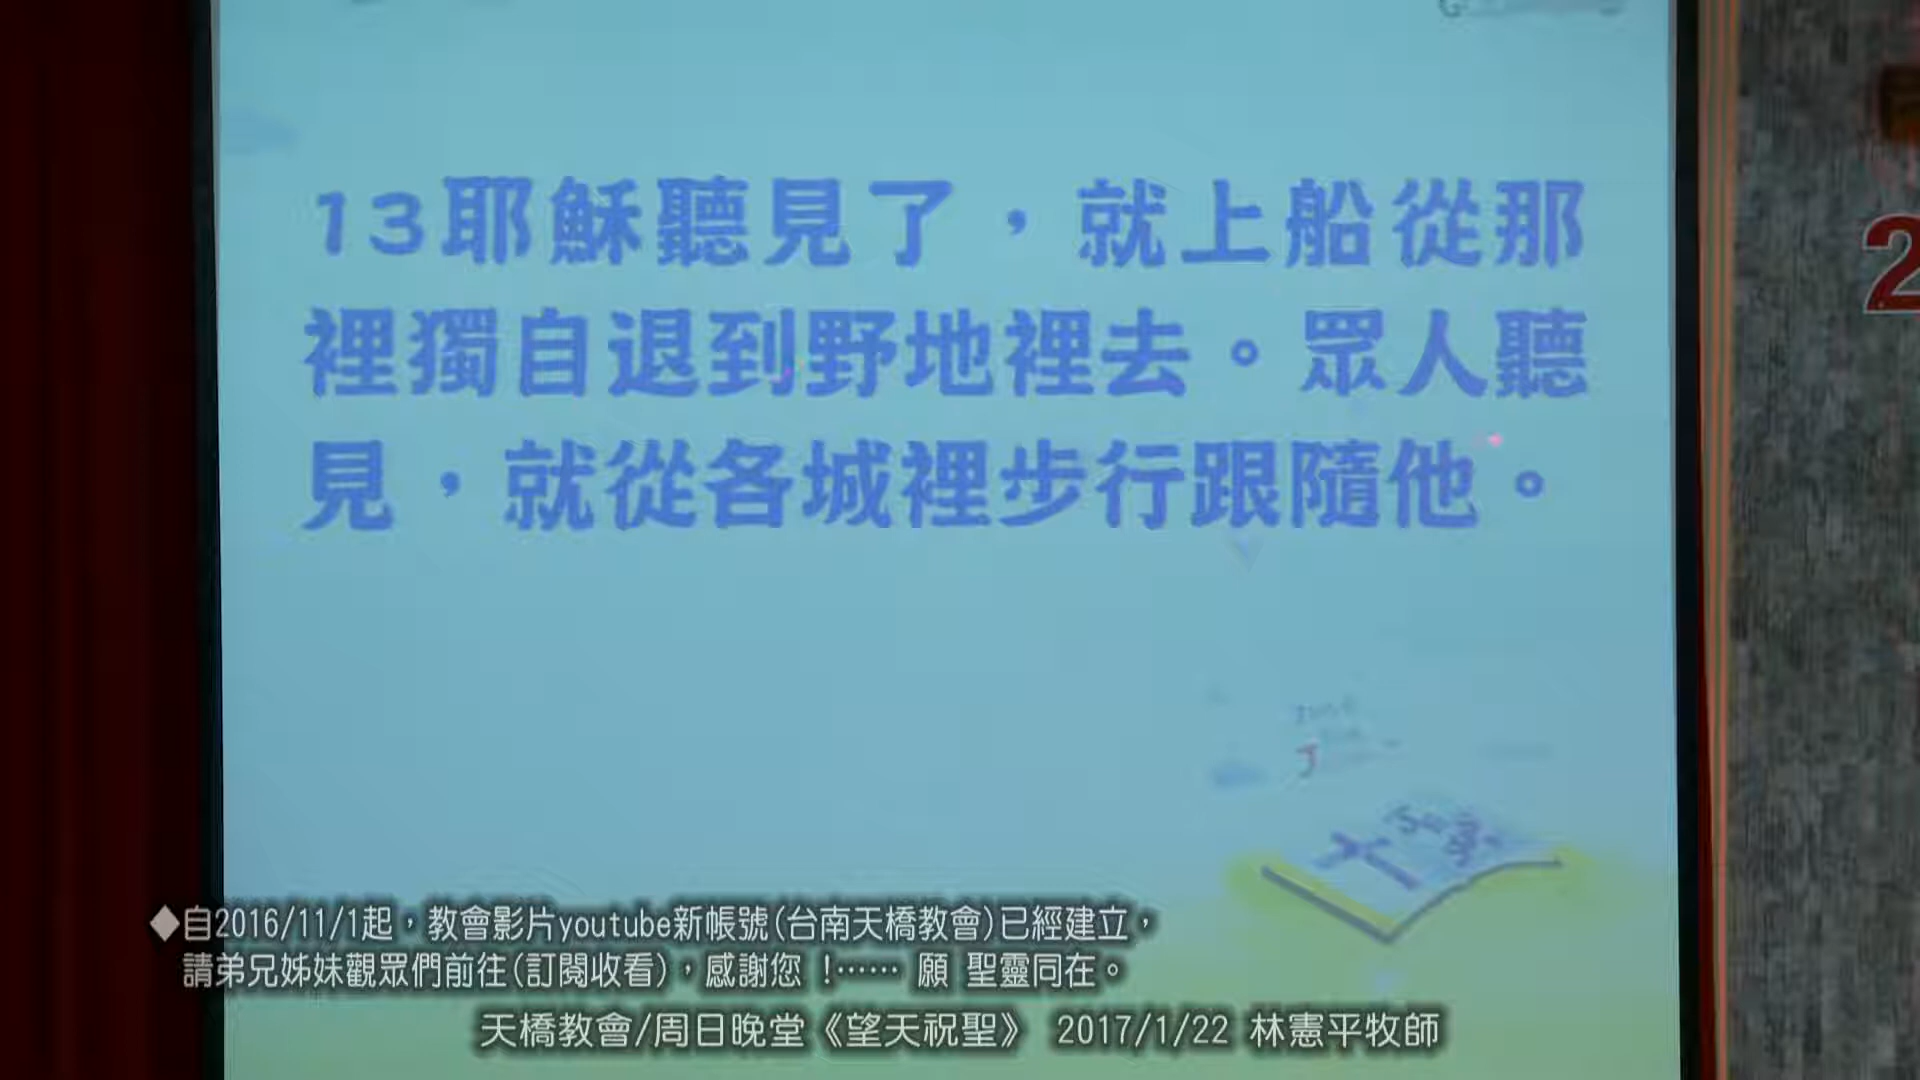 13耶穌聽見了，就上船從那
裡獨自退到野地裡去。眾人聽
見，就從各城裡步行跟隨他。
2
◆自2016/11/1起，教會影片youtube新帳號(台南天橋教會)已經建立，
請弟兄姊妹觀眾們前往(訂閱收看)，感謝您 !…… 願 聖靈同在。
天橋教會/周日晚堂《望天祝聖》 2017/1/22 林憲平牧師